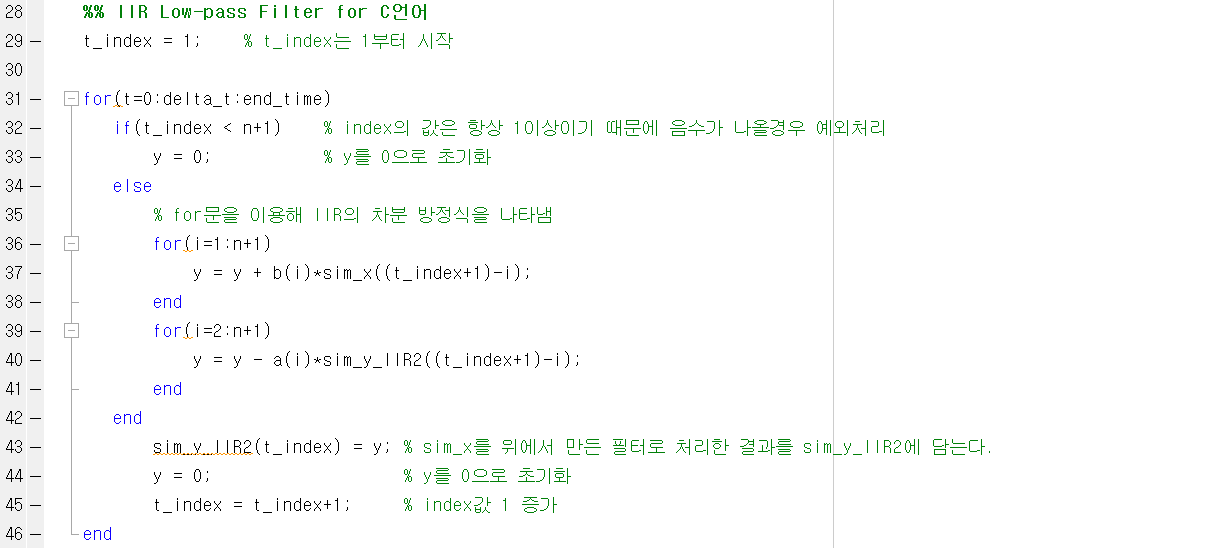 28 %% IIR Low-pass Filter for C언어
29 — t_index = 1; % t_index는 1부터 시작
30
31 — for(t=0:delta_t:end_time)
32 — if(t_index < n+1) % index의 값은 항상 1이상이기 때문에 음수가 나올경우 예외처리
33 — y = 0; % y를 0으로 초기화
34 — else
35 % for문을 이용해 IIR의 차분 방정식을 나타냄
36 — for(i=1:n+1)
37 — y = y + b(i)*sim_x((t_index+1)-i);
38 — end
39 — for(i=2:n+1)
40 — y = y - a(i)*sim_y_IIR2((t_index+1)-i);
41 — end
42 — end
43 — sim_y_IIR2(t_index) = y; % sim_x를 위에서 만든 필터로 처리한 결과를 sim_y_IIR2에 담는다.
44 — y = 0; % y를 0으로 초기화
45 — t_index = t_index+1; % index값 1 증가
46 — end